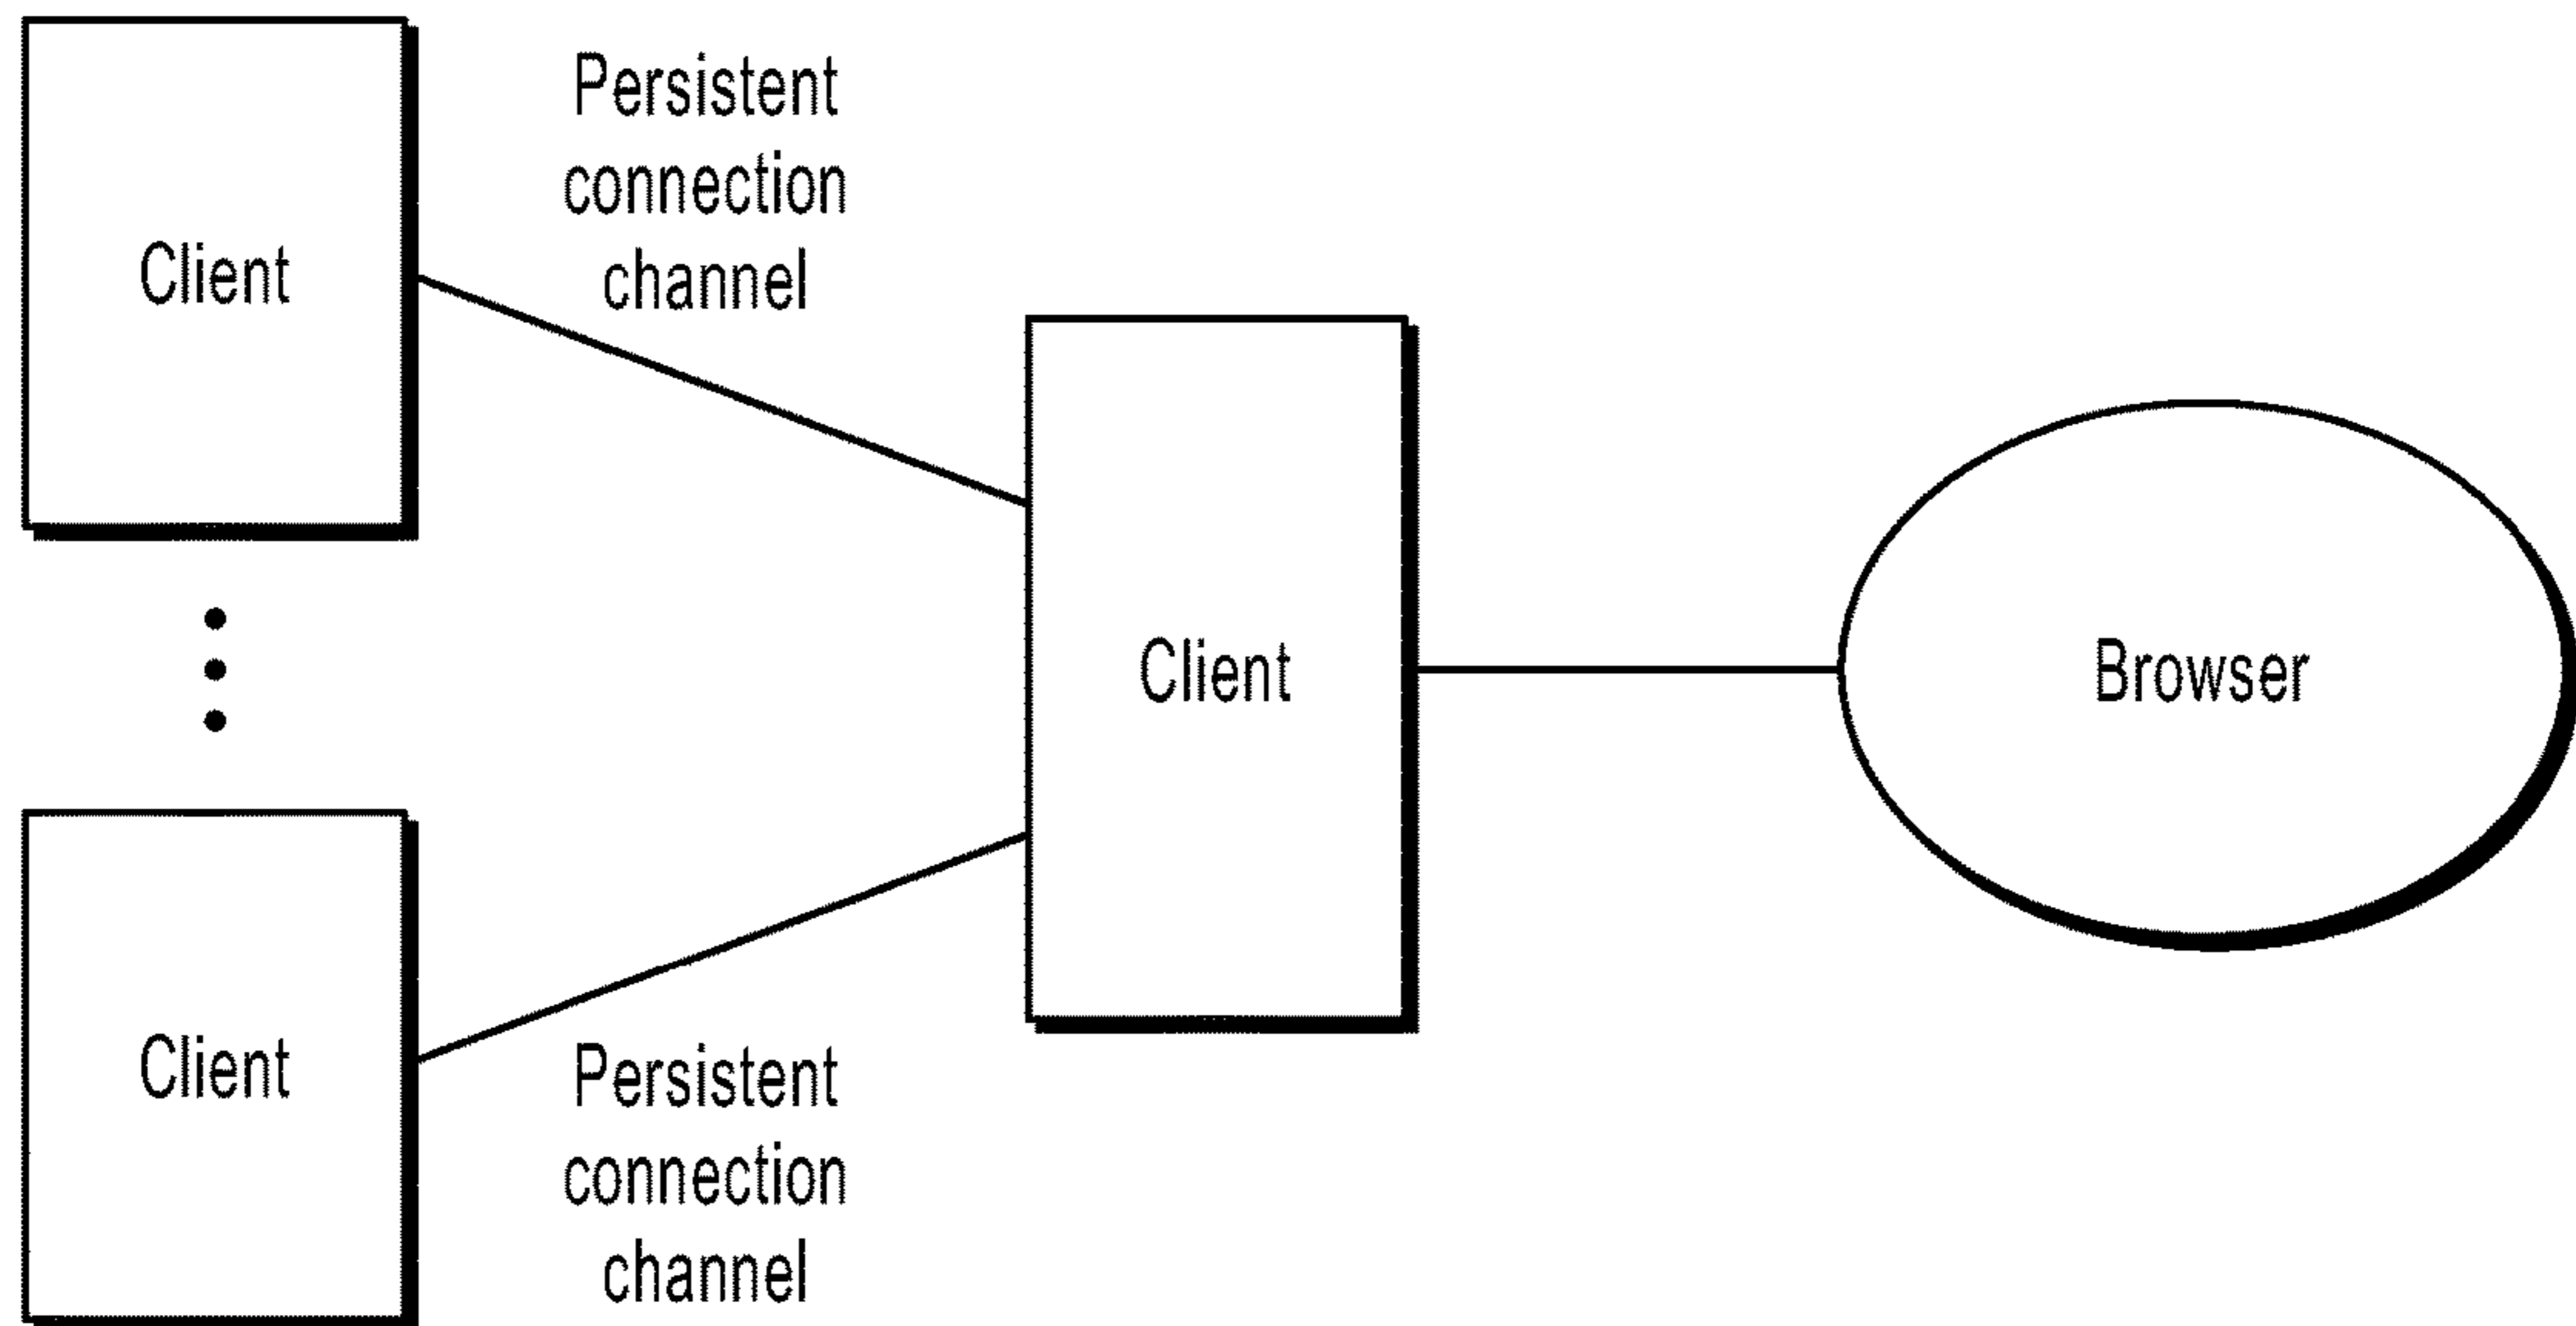 Client
Persistent
connection
channel
Client
Browser
Client
Persistent
connection
channel